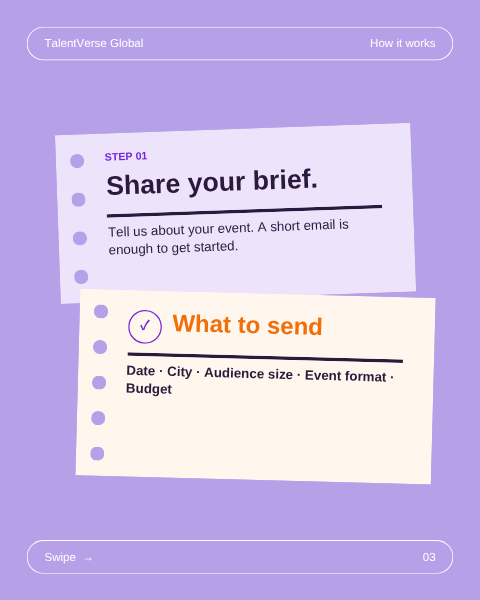 TalentVerse Global
How it works
STEP 01
Share your brief.
Tell us about your event. A short email is
enough to get started.
✓ What to send
Date · City · Audience size · Event format ·
Budget
Swipe →
03